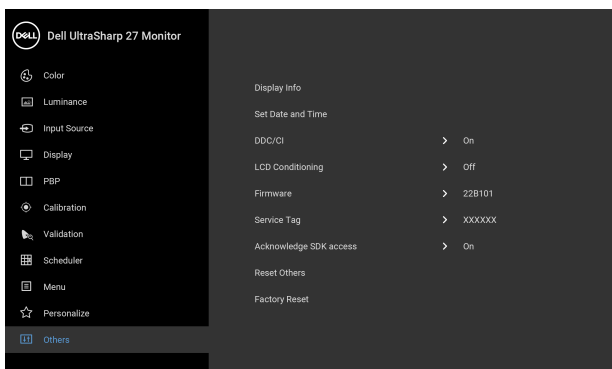 DELL Dell UltraSharp 27 Monitor
Color
Luminance
Input Source
Display
PBP
Calibration
Validation
Scheduler
Menu
Personalize
Others
Display Info
Set Date and Time
DDC/CI > On
LCD Conditioning > Off
Firmware > 22B101
Service Tag > XXXXXX
Acknowledge SDK access > On
Reset Others
Factory Reset